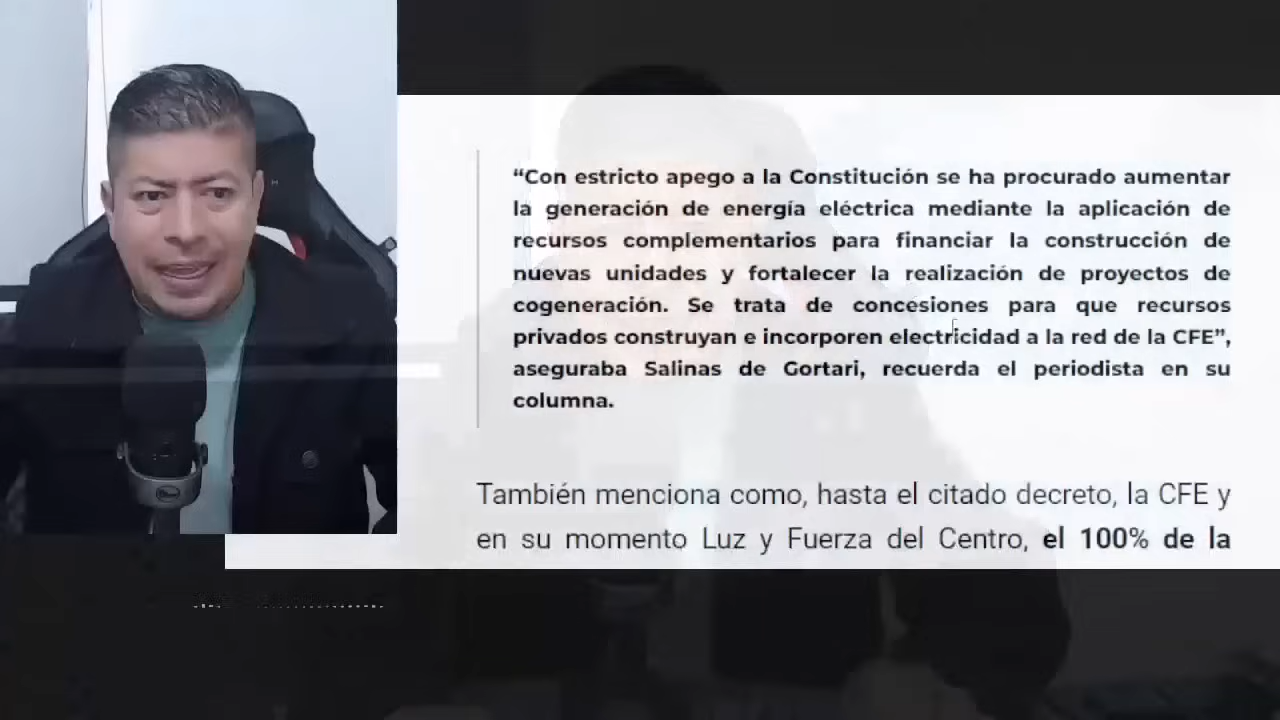 “Con estricto apego a la Constitución se ha procurado aumentar
la generación de energía eléctrica mediante la aplicación de
recursos complementarios para financiar la construcción de
nuevas unidades y fortalecer la realización de proyectos de
cogeneración. Se trata de concesiones para que recursos
privados construyan e incorporen electricidad a la red de la CFE”,
aseguraba Salinas de Gortari, recuerda el periodista en su
columna.
También menciona como, hasta el citado decreto, la CFE y
en su momento Luz y Fuerza del Centro, el 100% de la